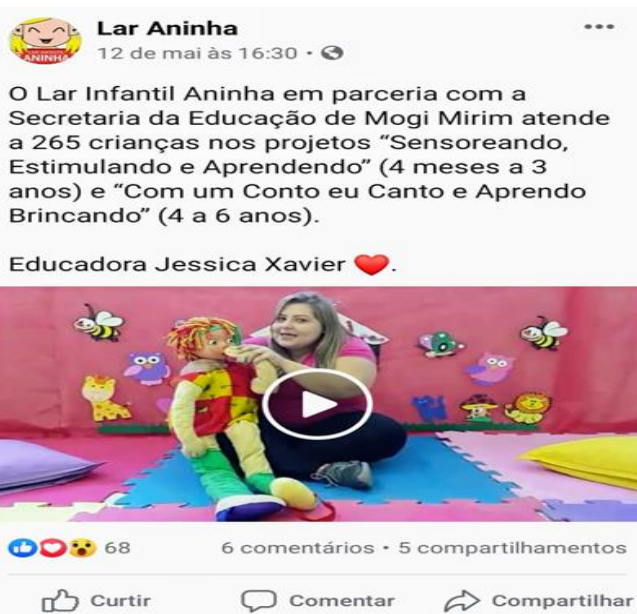 Lar Aninha
12 de mai às 16:30 ·
O Lar Infantil Aninha em parceria com a
Secretaria da Educação de Mogi Mirim atende
a 265 crianças nos projetos “Sensoreando,
Estimulando e Aprendendo” (4 meses a 3
anos) e “Com um Conto eu Canto e Aprendo
Brincando” (4 a 6 anos).
Educadora Jessica Xavier ❤️.
68
6 comentários · 5 compartilhamentos
Curtir
Comentar
Compartilhar
ANINHA